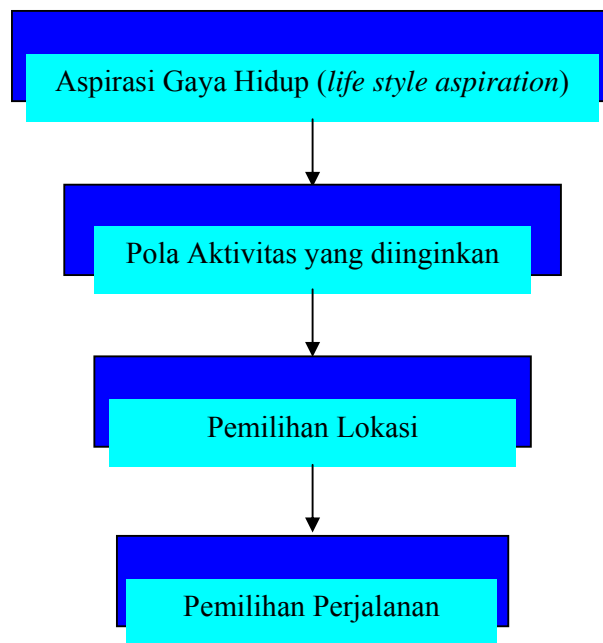 Aspirasi Gaya Hidup (life style aspiration)
Pola Aktivitas yang diinginkan
Pemilihan Lokasi
Pemilihan Perjalanan